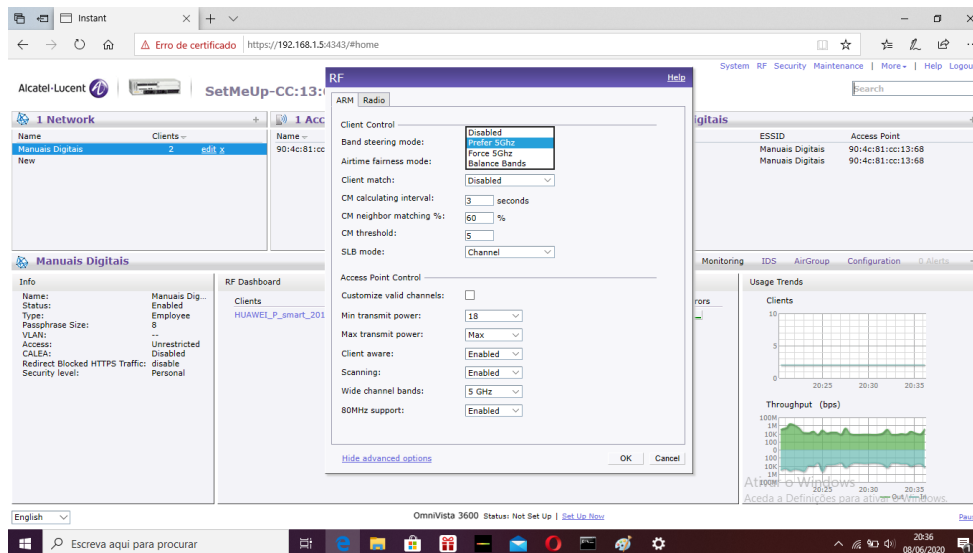 Instant
Erro de certificado https://192.168.1.5:4343/#home
System RF Security Maintenance | More | Help Logou
Alcatel-Lucent
SetMeUp-CC:13:
Search
1 Network +
Name Clients
Manuais Digitais 2 edit x
New
1 Acc
Name
90:4c:81:cc
igitais
ESSID Access Point
Manuais Digitais 90:4c:81:cc:13:68
Manuais Digitais 90:4c:81:cc:13:68
RF Help
ARM Radio
Client Control
Band steering mode:
Disabled
Prefer 5Ghz
Force 5Ghz
Balance Bands
Airtime fairness mode:
Client match: Disabled
CM calculating interval: 3 seconds
CM neighbor matching %: 60 %
CM threshold: 5
SLB mode: Channel
Access Point Control
Customize valid channels:
Min transmit power: 18
Max transmit power: Max
Client aware: Enabled
Scanning: Enabled
Wide channel bands: 5 GHz
80MHz support: Enabled
Hide advanced options OK Cancel
Manuais Digitais
Monitoring IDS AirGroup Configuration 0 Alerts
Info
Name: Manuais Dig...
Status: Enabled
Type: Employee
Passphrase Size: 8
VLAN: --
Access: Unrestricted
CALEA: Disabled
Redirect Blocked HTTPS Traffic: disable
Security level: Personal
RF Dashboard
Clients
HUAWEI_P_smart_201
rors
Usage Trends
Clients
10
5
0
20:25 20:30 20:35
Throughput (bps)
100M
1M
10K
100
0
100
10K
1M
100M
20:25 20:30 20:35
Out In
Ativar o Windows
Aceda a Definições para ativar o Windows.
English
OmniVista 3600 Status: Not Set Up | Set Up Now
Paus
Escreva aqui para procurar
20:36
08/06/2020